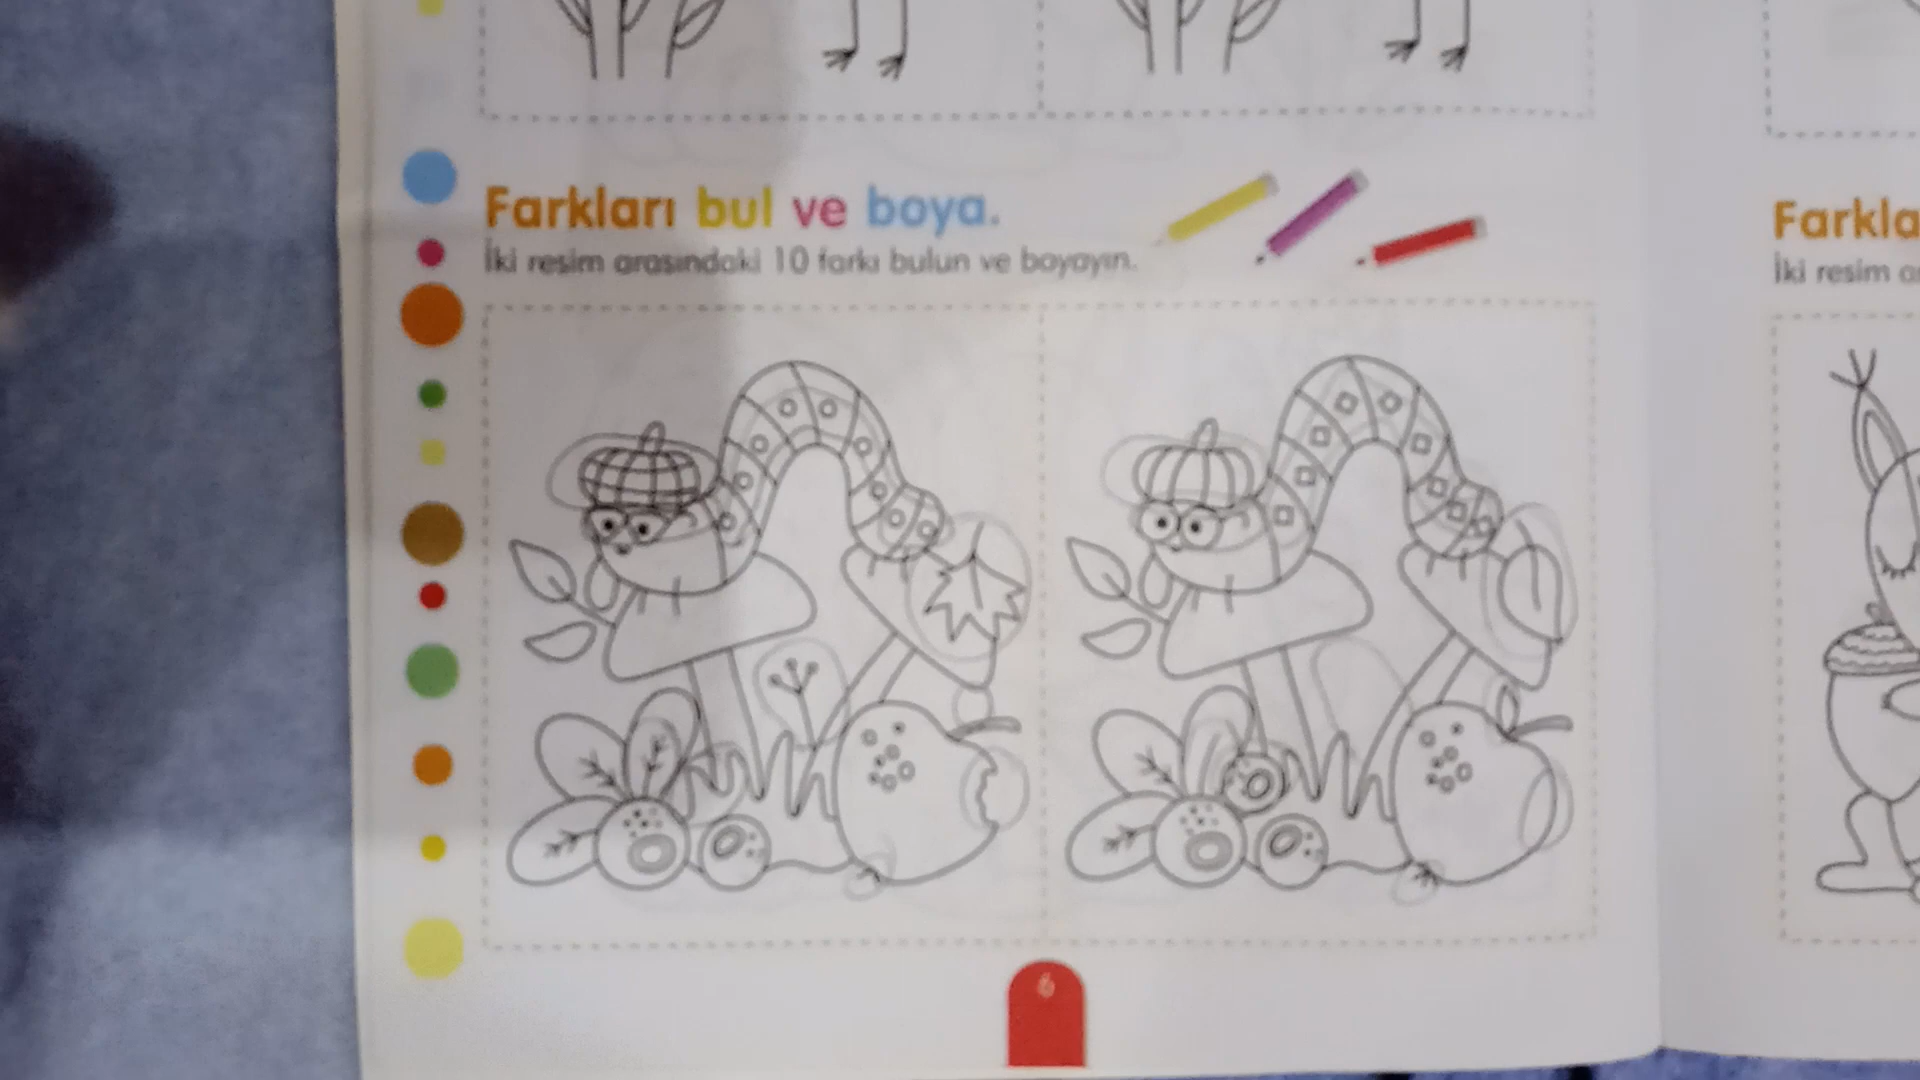 Farkları bul ve boya.
İki resim arasındaki 10 farkı bulun ve boyayın.
Farkla
İki resim a
6